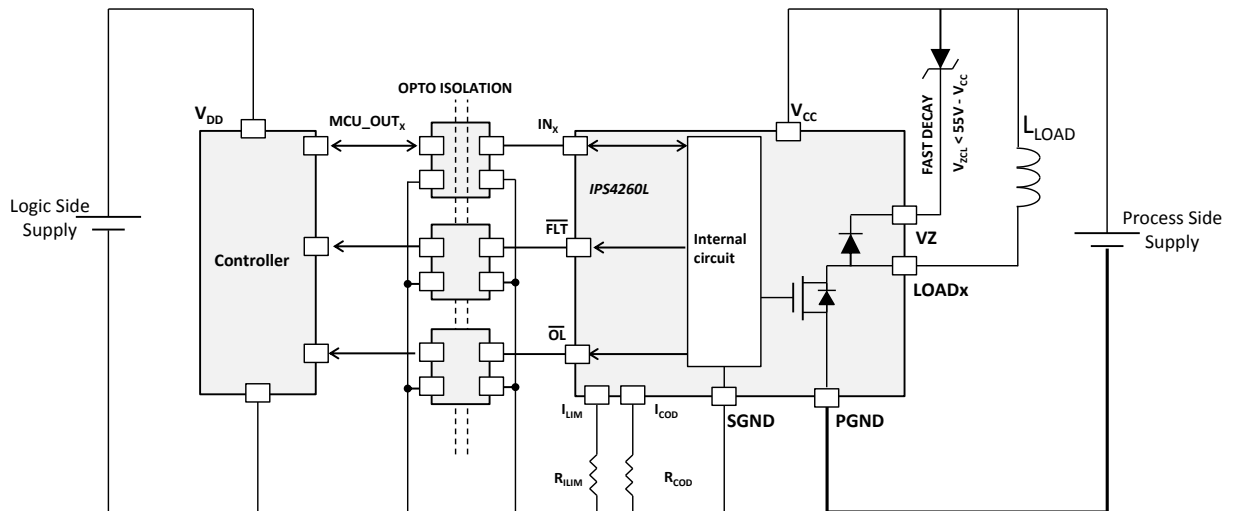 OPTO ISOLATION
V_DD
MCU_OUT_x
IN_x
V_CC
FAST DECAY
V_ZCL < 55V - V_CC
L_LOAD
IPS4260L
Logic Side
Supply
Controller
FLT
Internal
circuit
VZ
LOADx
Process Side
Supply
OL
I_LIM
I_COD
SGND
PGND
R_ILIM
R_COD